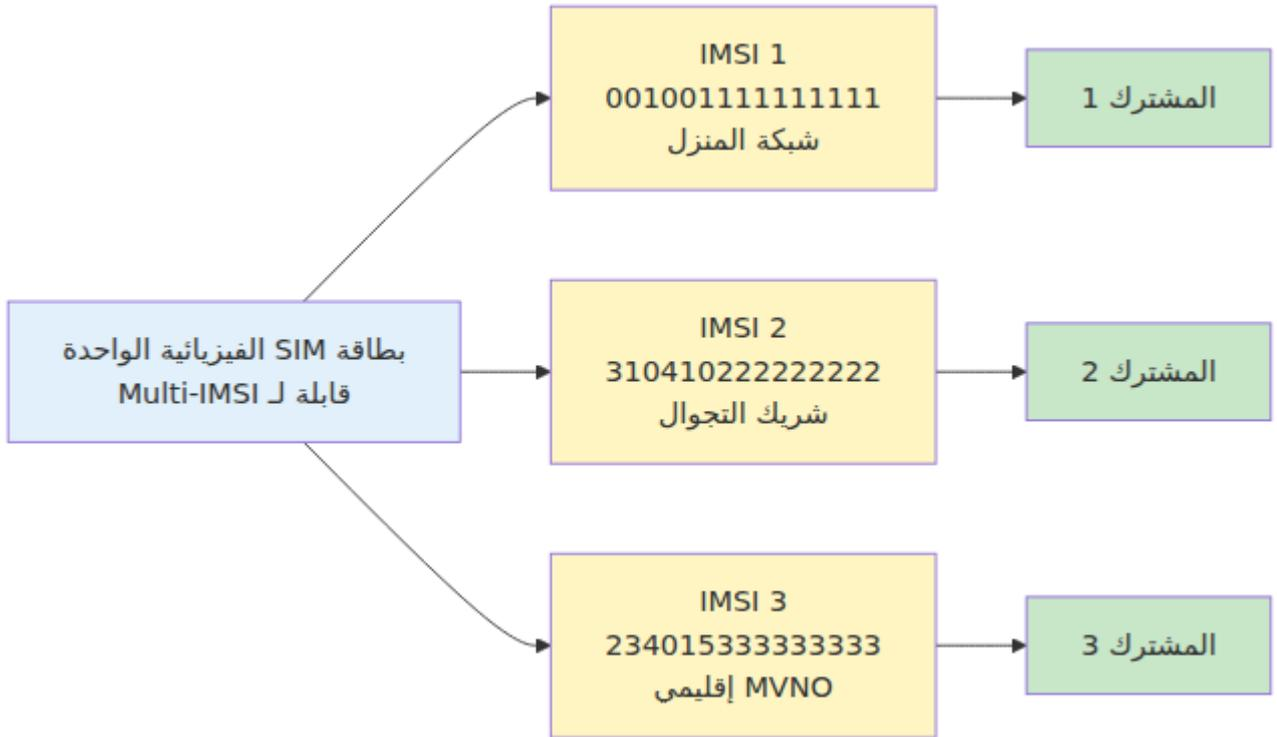 بطاقة SIM الفيزيائية الواحدة
قابلة لـ Multi-IMSI
IMSI 1
001001111111111
شبكة المنزل
المشترك 1
IMSI 2
310410222222222
شريك التجوال
المشترك 2
IMSI 3
234015333333333
MVNO إقليمي
المشترك 3